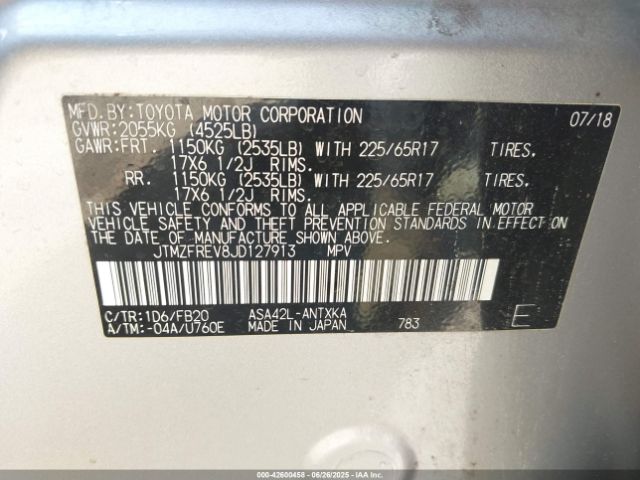 MFD.BY:TOYOTA MOTOR CORPORATION 07/18
GVWR:2055KG (4525LB)
GAWR:FRT. 1150KG (2535LB) WITH 225/65R17 TIRES.
17X6 1/2J RIMS.
RR. 1150KG (2535LB) WITH 225/65R17 TIRES.
17X6 1/2J RIMS.
THIS VEHICLE CONFORMS TO ALL APPLICABLE FEDERAL MOTOR
VEHICLE SAFETY AND THEFT PREVENTION STANDARDS IN EFFECT
ON THE DATE OF MANUFACTURE SHOWN ABOVE.
JTMZFREV8JD127913 MPV
C/TR:1D6/FB20 ASA42L-ANTXKA
A/TM:-04A/U760E MADE IN JAPAN 783 E
000-42600458 06/26/2025 IAA Inc.